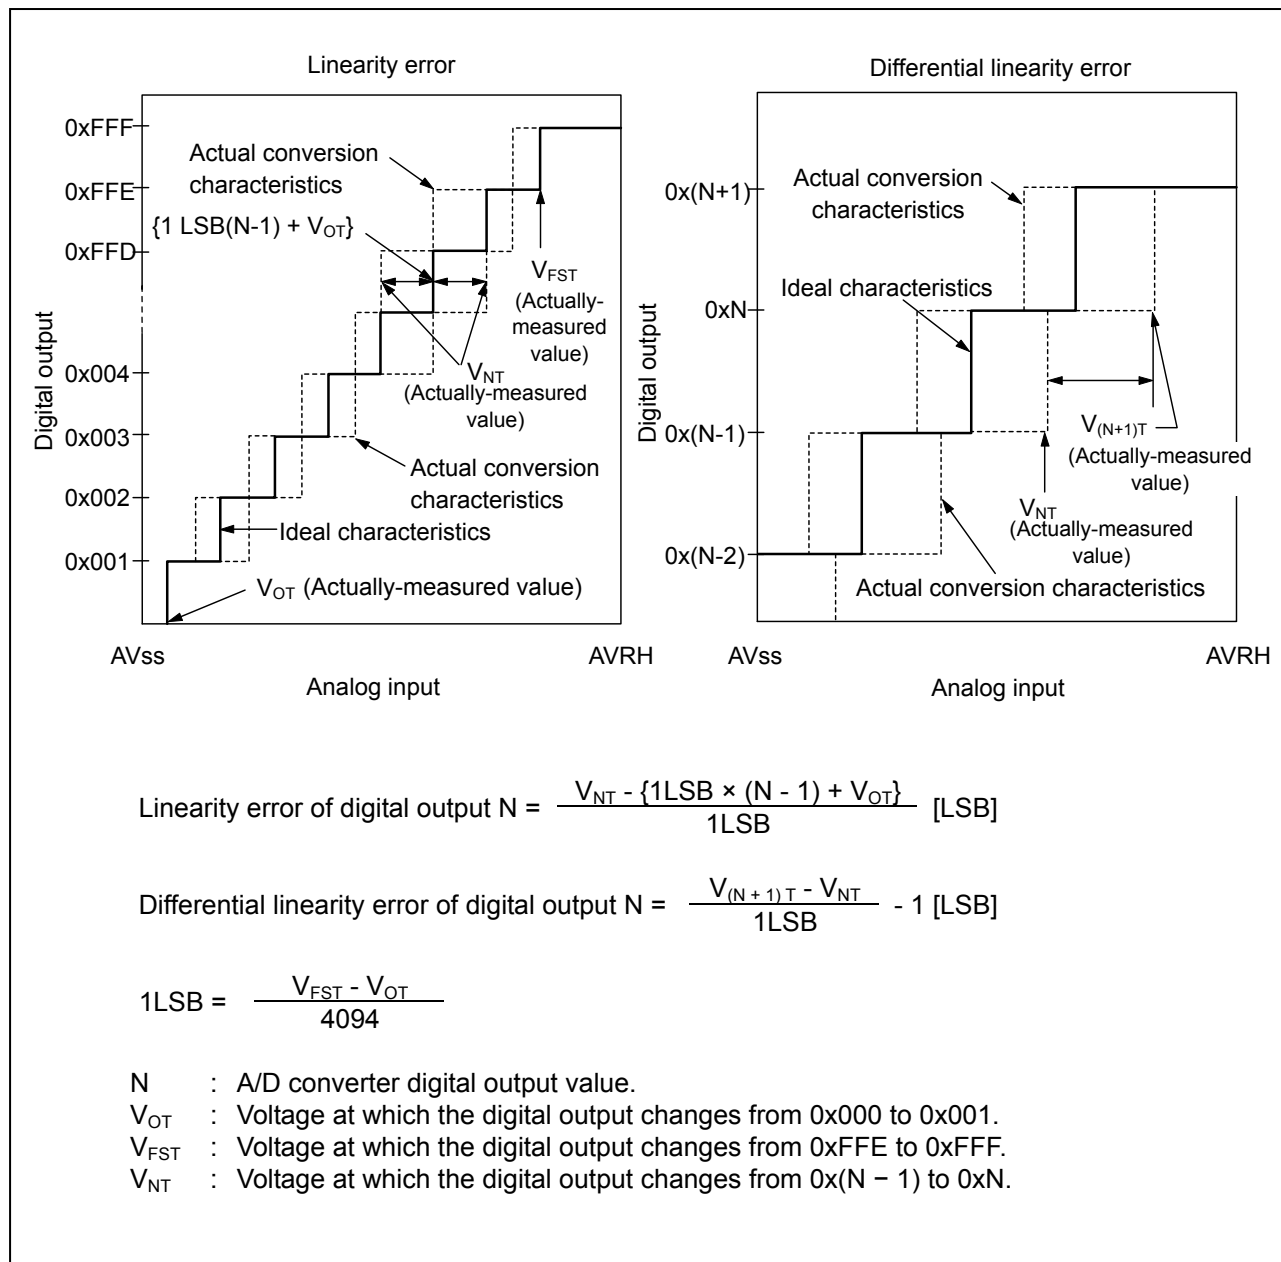 Linearity error
0xFFF
0xFFE
0xFFD
0x004
0x003
0x002
0x001
Digital output
Actual conversion
characteristics
{1 LSB(N-1) + VOT}
VFST
(Actually-
measured
value)
VNT
(Actually-measured
value)
Actual conversion
characteristics
Ideal characteristics
VOT (Actually-measured value)
AVss
AVRH
Analog input
Differential linearity error
0x(N+1)
0xN
0x(N-1)
0x(N-2)
Digital output
Actual conversion
characteristics
Ideal characteristics
V(N+1)T
(Actually-measured
value)
VNT
(Actually-measured
value)
Actual conversion characteristics
AVss
AVRH
Analog input
Linearity error of digital output N = VNT - {1LSB × (N - 1) + VOT} / 1LSB [LSB]
Differential linearity error of digital output N = V(N + 1) T - VNT / 1LSB - 1 [LSB]
1LSB = VFST - VOT / 4094
N : A/D converter digital output value.
VOT : Voltage at which the digital output changes from 0x000 to 0x001.
VFST : Voltage at which the digital output changes from 0xFFE to 0xFFF.
VNT : Voltage at which the digital output changes from 0x(N − 1) to 0xN.